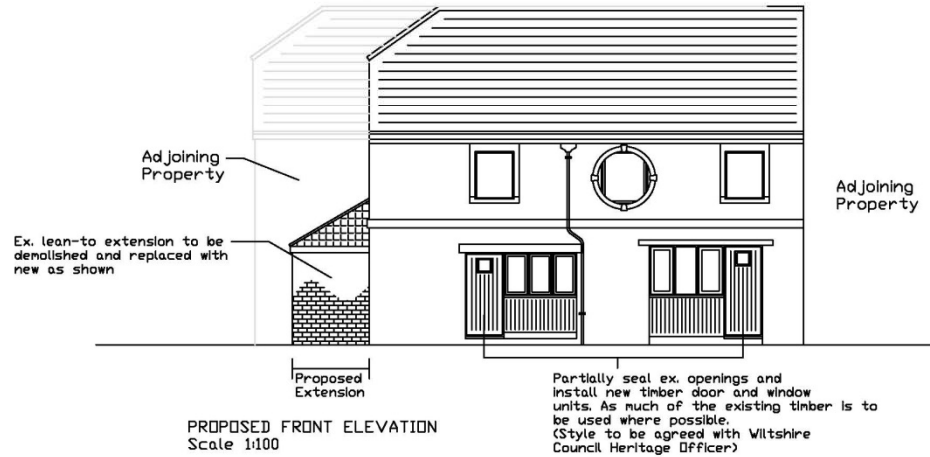 Adjoining
Property
Adjoining
Property
Ex. lean-to extension to be
demolished and replaced with
new as shown
Proposed
Extension
Partially seal ex. openings and
install new timber door and window
units. As much of the existing timber is to
be used where possible.
(Style to be agreed with Wiltshire
Council Heritage Officer)
PROPOSED FRONT ELEVATION
Scale 1:100